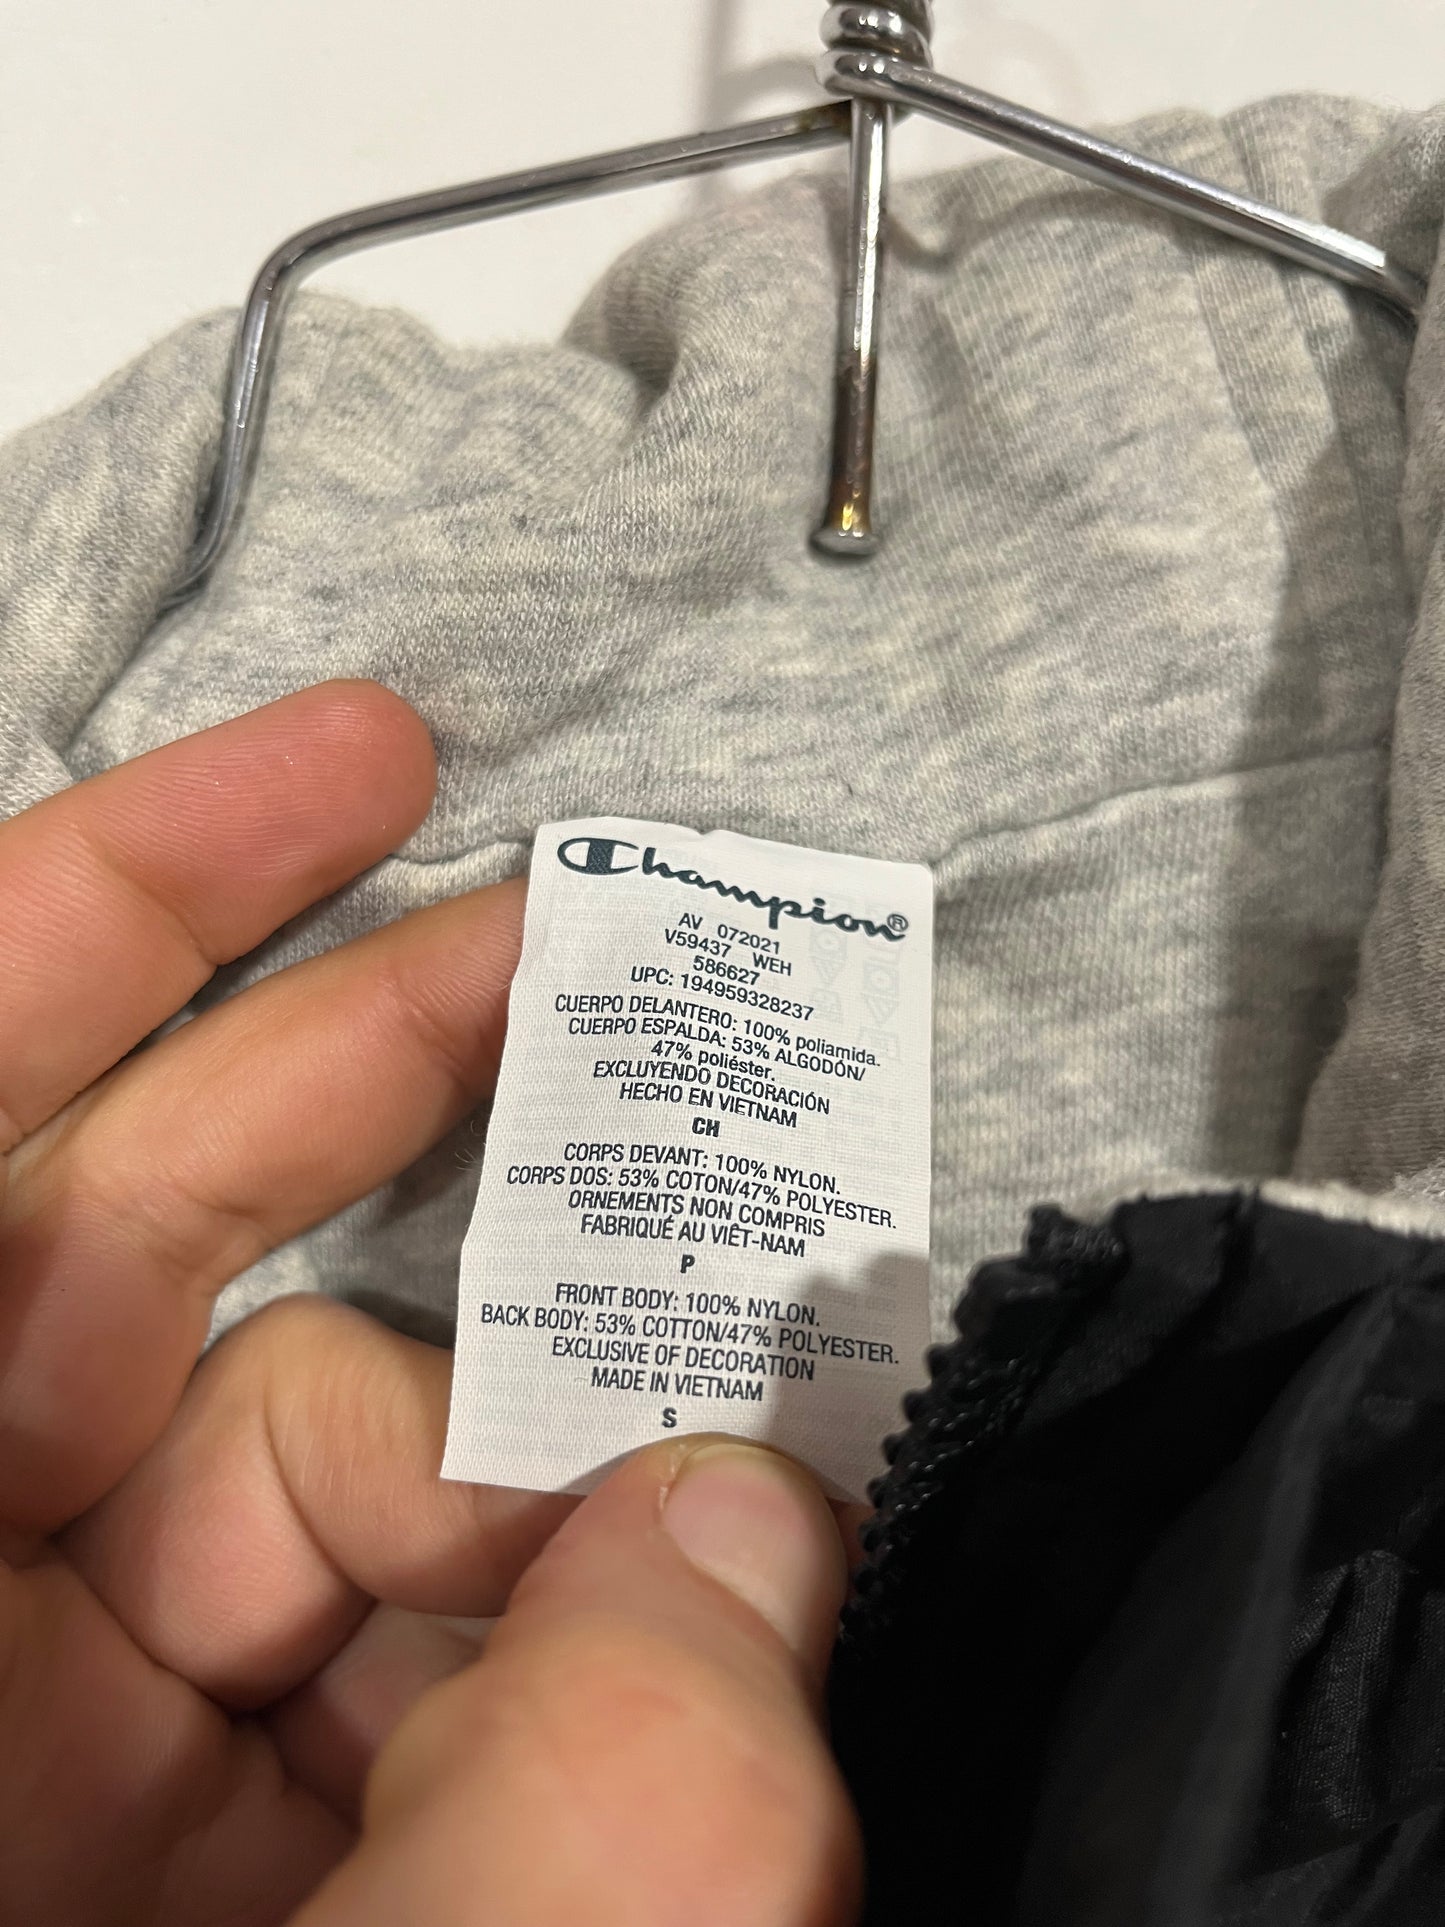 Champion®
AV 072021
V59437 WEH
586627
UPC: 194959328237
CUERPO DELANTERO: 100% poliamida.
CUERPO ESPALDA: 53% ALGODÓN/
47% poliéster.
EXCLUYENDO DECORACIÓN
HECHO EN VIETNAM
CH
CORPS DEVANT: 100% NYLON.
CORPS DOS: 53% COTON/47% POLYESTER.
ORNEMENTS NON COMPRIS
FABRIQUÉ AU VIÊT-NAM
P
FRONT BODY: 100% NYLON.
BACK BODY: 53% COTTON/47% POLYESTER.
EXCLUSIVE OF DECORATION
MADE IN VIETNAM
S